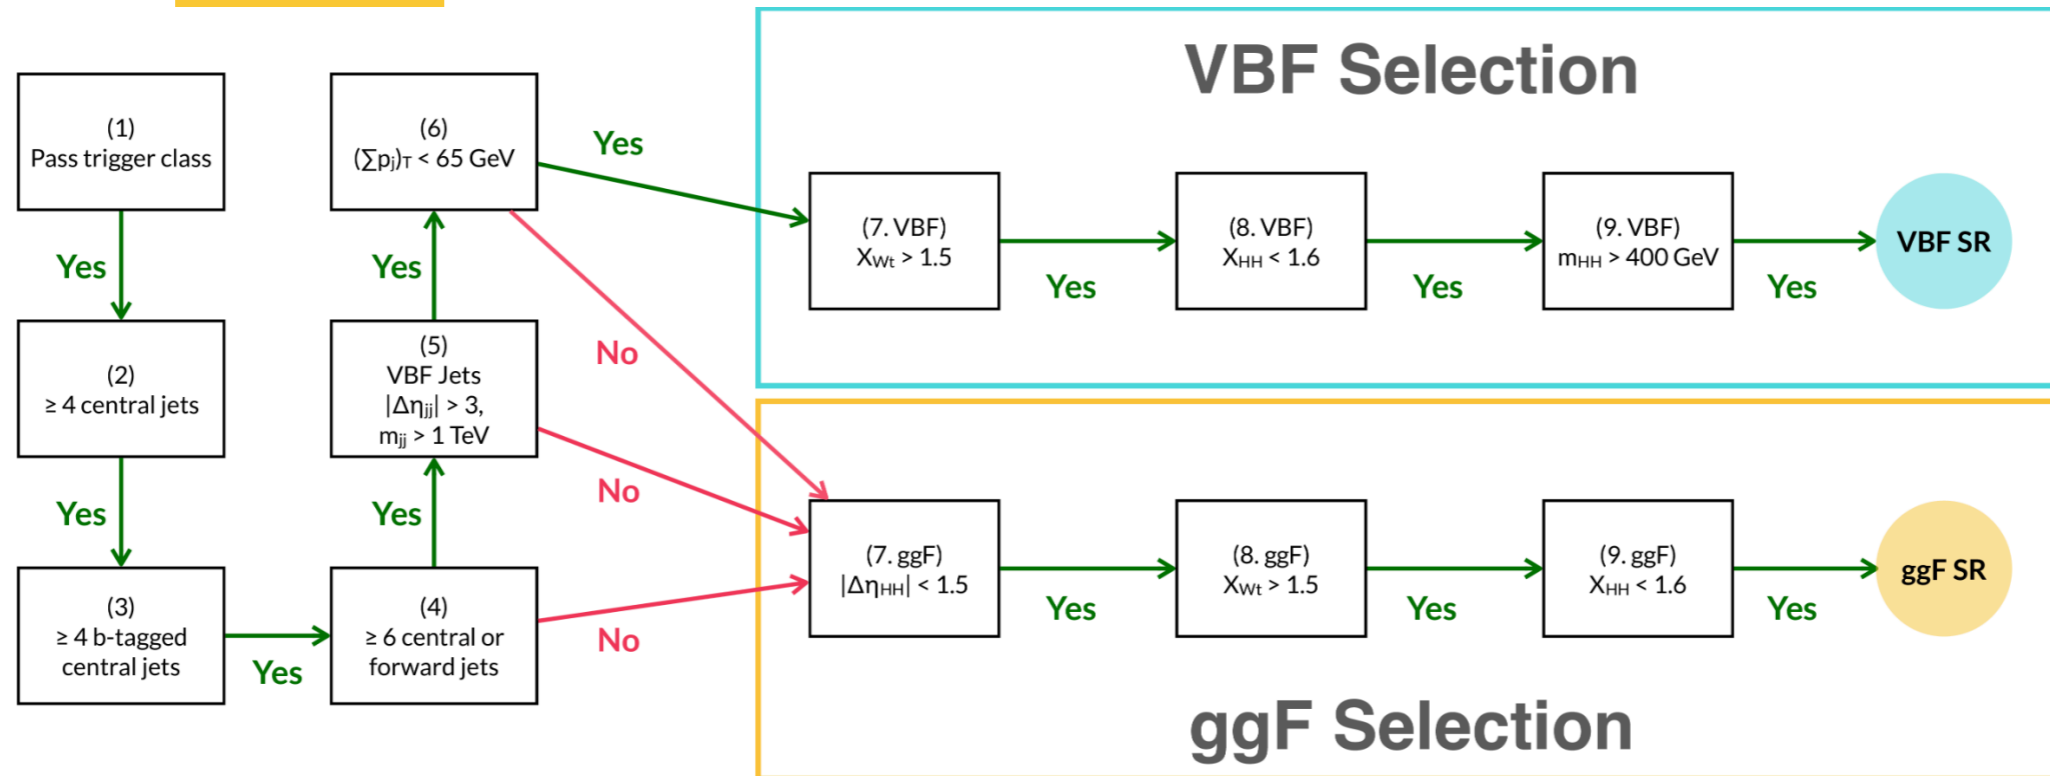 (1)
Pass trigger class
Yes
(2)
≥ 4 central jets
Yes
(3)
≥ 4 b-tagged
central jets
Yes
(4)
≥ 6 central or
forward jets
Yes
No
(5)
VBF Jets
|Δηjj| > 3,
mjj > 1 TeV
Yes
No
(6)
(∑pj)T < 65 GeV
Yes
No
VBF Selection
(7. VBF)
XWt > 1.5
Yes
(8. VBF)
XHH < 1.6
Yes
(9. VBF)
mHH > 400 GeV
Yes
VBF SR
(7. ggF)
|ΔηHH| < 1.5
Yes
(8. ggF)
XWt > 1.5
Yes
(9. ggF)
XHH < 1.6
Yes
ggF SR
ggF Selection